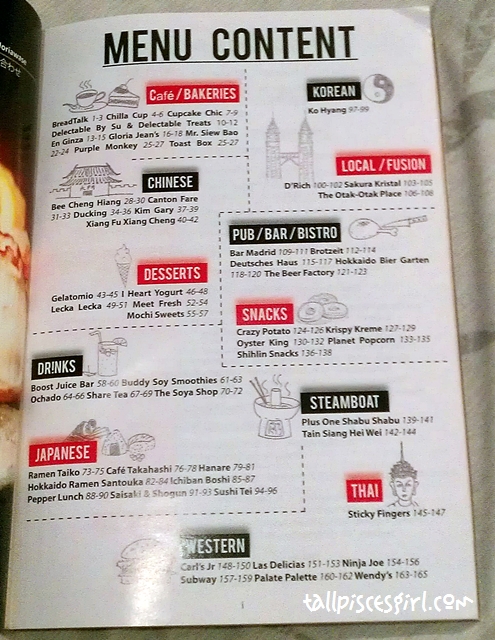 MENU CONTENT
Café / BAKERIES
BreadTalk 1-3 Chilla Cup 4-6 Cupcake Chic 7-9
Delectable By Su & Delectable Treats 10-12
En Ginza 13-15 Gloria Jean's 16-18 Mr. Siew Bao
22-24 Purple Monkey 25-27 Toast Box 25-27
CHINESE
Bee Cheng Hiang 28-30 Canton Fare
31-33 Ducking 34-36 Kim Gary 37-39
Xiang Fu Xiang Cheng 40-42
DESSERTS
Gelatomio 43-45 I Heart Yogurt 46-48
Lecka Lecka 49-51 Meet Fresh 52-54
Mochi Sweets 55-57
DRINKS
Boost Juice Bar 58-60 Buddy Soy Smoothies 61-63
Ochado 64-66 Share Tea 67-69 The Soya Shop 70-72
JAPANESE
Ramen Taiko 73-75 Café Takahashi 76-78 Hanare 79-81
Hokkaido Ramen Santouka 82-84 Ichiban Boshi 85-87
Pepper Lunch 88-90 Saisaki & Shogun 91-93 Sushi Tei 94-96
KOREAN
Ko Hyang 97-99
LOCAL / FUSION
D'Rich 100-102 Sakura Kristal 103-105
The Otak-Otak Place 106-108
PUB / BAR / BISTRO
Bar Madrid 109-111 Brotzeit 112-114
Deutsches Haus 115-117 Hokkaido Bier Garten
118-120 The Beer Factory 121-123
SNACKS
Crazy Potato 124-126 Krispy Kreme 127-129
Oyster King 130-132 Planet Popcorn 133-135
Shihlin Snacks 136-138
STEAMBOAT
Plus One Shabu Shabu 139-141
Tain Siang Hei Wei 142-144
THAI
Sticky Fingers 145-147
WESTERN
Carl's Jr 148-150 Las Delicias 151-153 Ninja Joe 154-156
Subway 157-159 Palate Palette 160-162 Wendy's 163-165
1
tallpiscesgirl.com